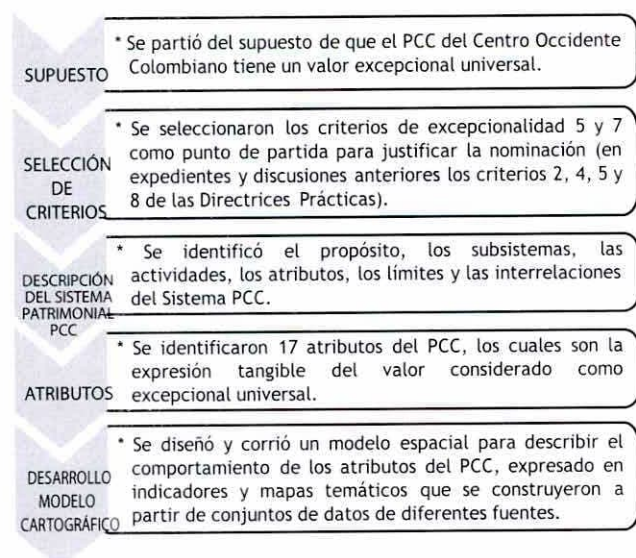 SUPUESTO
* Se partió del supuesto de que el PCC del Centro Occidente
Colombiano tiene un valor excepcional universal.
SELECCIÓN
DE
CRITERIOS
* Se seleccionaron los criterios de excepcionalidad 5 y 7
como punto de partida para justificar la nominación (en
expedientes y discusiones anteriores los criterios 2, 4, 5 y
8 de las Directrices Prácticas).
DESCRIPCIÓN
DEL SISTEMA
PATRIMONIAL
PCC
* Se identificó el propósito, los subsistemas, las
actividades, los atributos, los límites y las interrelaciones
del Sistema PCC.
ATRIBUTOS
* Se identificaron 17 atributos del PCC, los cuales son la
expresión tangible del valor considerado como
excepcional universal.
DESARROLLO
MODELO
CARTOGRÁFICO
* Se diseñó y corrió un modelo espacial para describir el
comportamiento de los atributos del PCC, expresado en
indicadores y mapas temáticos que se construyeron a
partir de conjuntos de datos de diferentes fuentes.